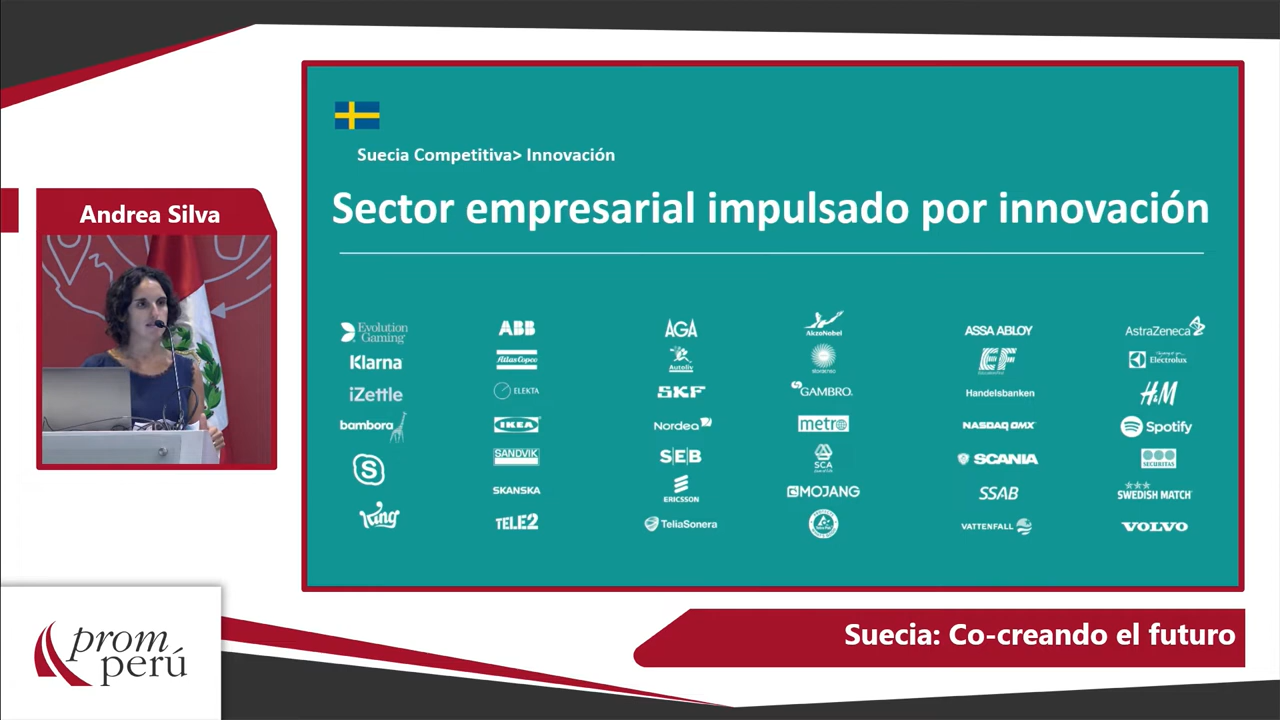 Andrea Silva
Suecia Competitiva> Innovación
Sector empresarial impulsado por innovación
Evolution
Gaming
Klarna
iZettle
bambora
S
King
ABB
Atlas Copco
ELEKTA
IKEA
SANDVIK
SKANSKA
TELE2
AGA
Autoliv
SKF
Nordea
S|E|B
ERICSSON
TeliaSonera
AkzoNobel
GAMBRO
metro
SCA
MOJANG
ASSA ABLOY
EF
Handelsbanken
NASDAQ OMX
SCANIA
SSAB
VATTENFALL
AstraZeneca
Electrolux
H&M
Spotify
SECURITAS
SWEDISH MATCH
VOLVO
Suecia: Co-creando el futuro
prom
perú